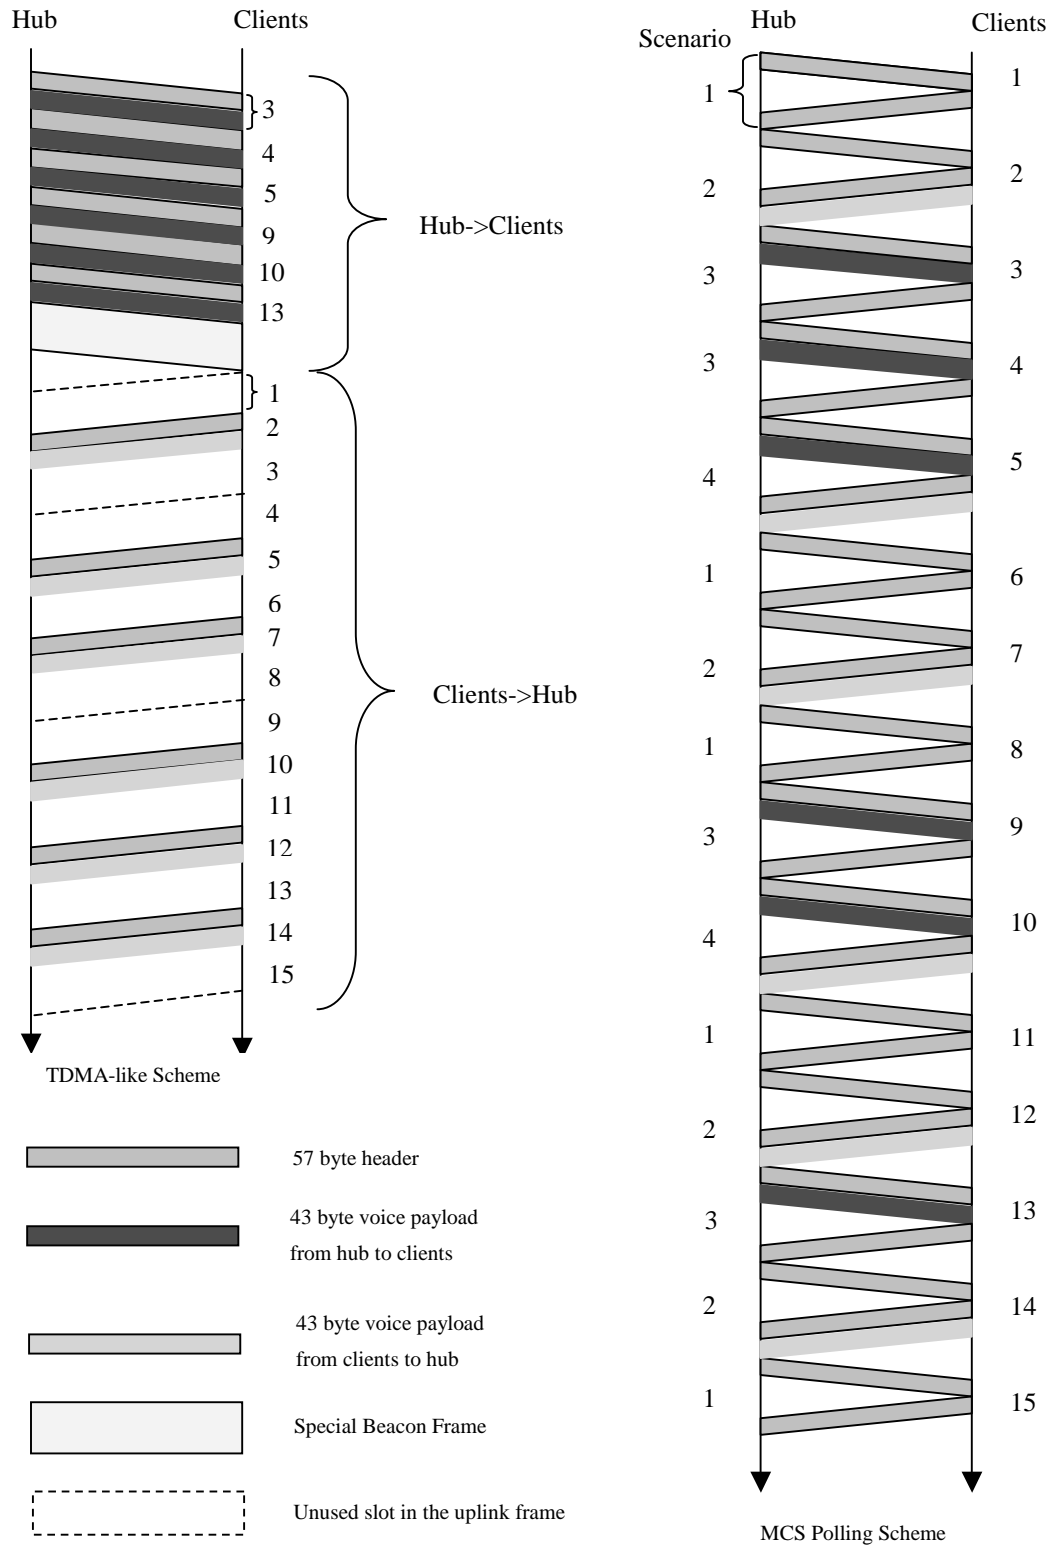 Hub
Clients
3
4
5
9
10
13
Hub->Clients
1
2
3
4
5
6
7
8
9
10
11
12
13
14
15
Clients->Hub
TDMA-like Scheme
57 byte header
43 byte voice payload
from hub to clients
43 byte voice payload
from clients to hub
Special Beacon Frame
Unused slot in the uplink frame
Scenario
Hub
Clients
1 1
2 2
3 3
3 4
4 5
1 6
2 7
1 8
3 9
4 10
1 11
2 12
3 13
2 14
1 15
MCS Polling Scheme